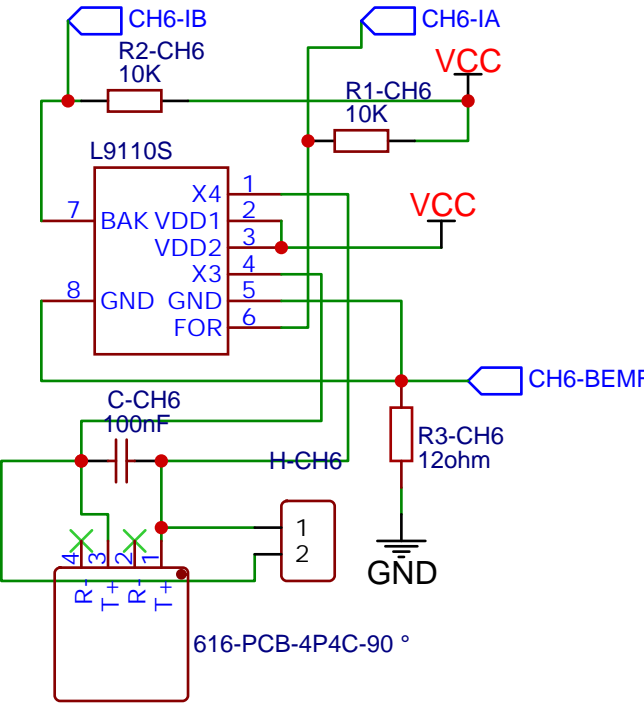 CH6-IB
CH6-IA
R2-CH6
10K
VCC
R1-CH6
10K
L9110S
X4
1
7
BAK
VDD1
2
VCC
VDD2
3
X3
4
8
GND
GND
5
FOR
6
CH6-BEMF
C-CH6
100nF
R3-CH6
12ohm
H-CH6
1
2
GND
4
3
2
1
R-
T+
R-
T+
616-PCB-4P4C-90 °